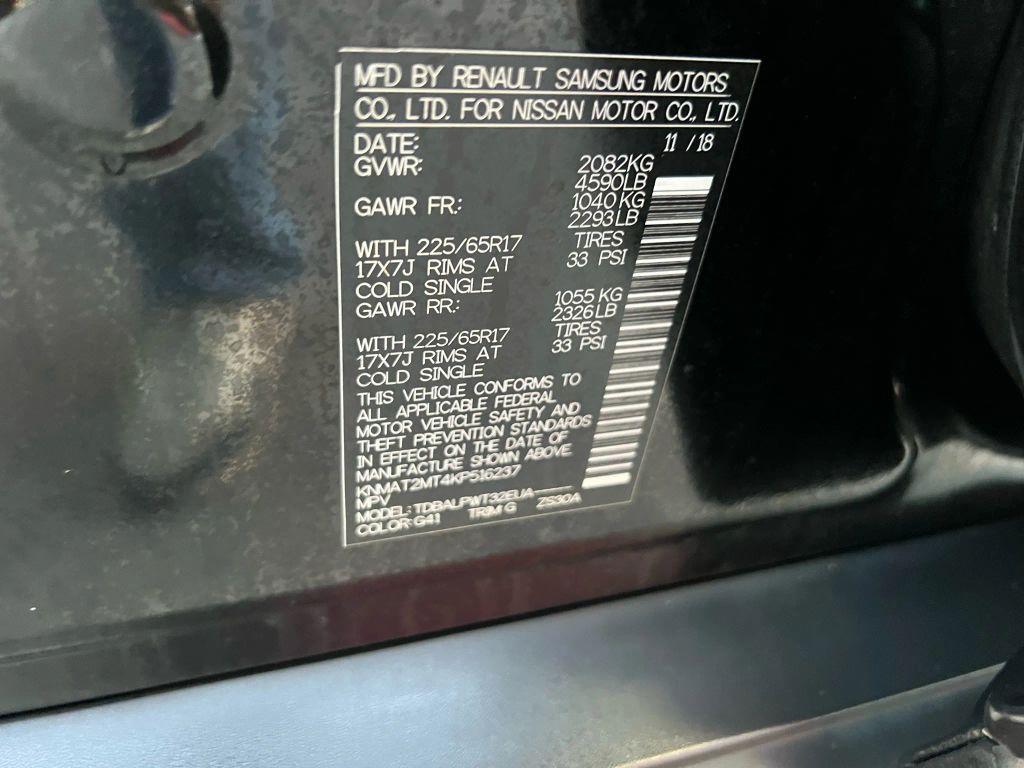 MFD BY RENAULT SAMSUNG MOTORS
CO., LTD. FOR NISSAN MOTOR CO., LTD.
DATE: 11 / 18
GVWR: 2082KG
4590LB
GAWR FR.: 1040KG
2293LB
WITH 225/65R17 TIRES
17X7J RIMS AT 33 PSI
COLD SINGLE
GAWR RR.: 1055KG
2326LB
WITH 225/65R17 TIRES
17X7J RIMS AT 33 PSI
COLD SINGLE
THIS VEHICLE CONFORMS TO
ALL APPLICABLE FEDERAL
MOTOR VEHICLE SAFETY AND
THEFT PREVENTION STANDARDS
IN EFFECT ON THE DATE OF
MANUFACTURE SHOWN ABOVE.
KNMAT2MT4KP516237
MPV
MODEL: TDBALPWT32EUA____
COLOR: G41 TRIM G ZS30A